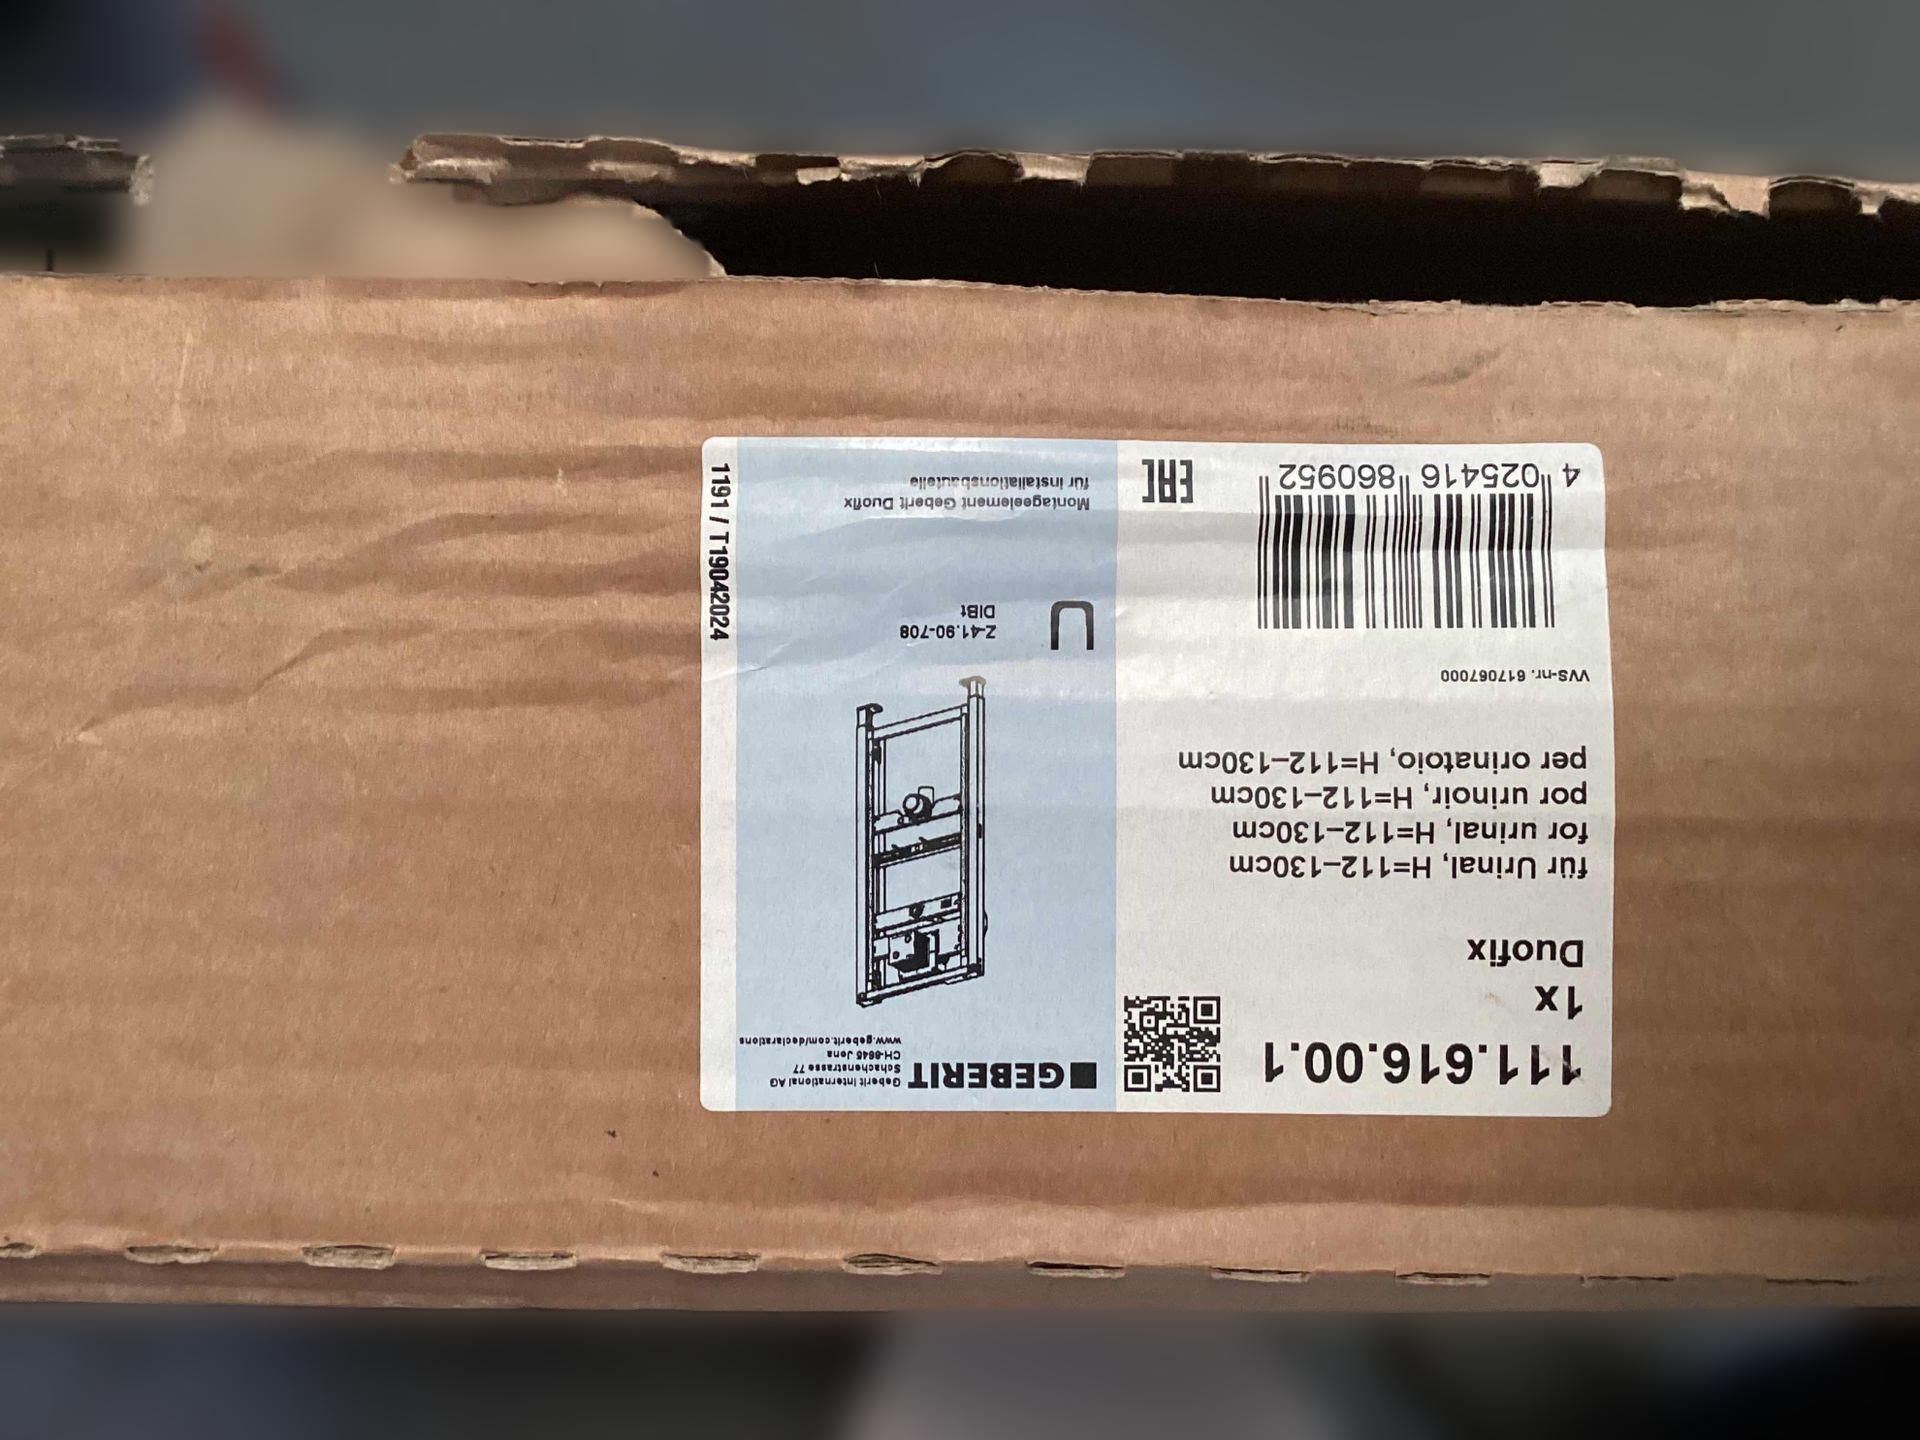 111.616.00.1
1x
Duofix
für Urinal, H=112–130cm
for urinal, H=112–130cm
por urinoir, H=112–130cm
per orinatoio, H=112–130cm
VVS-nr. 617067000
4 025416 860952
EAC
GEBERIT
Geberit International AG
Schachenstrasse 77
CH-8645 Jona
www.geberit.com/declarations
Z-41.90-708
DIBt
Montageelement Geberit Duofix
für Installationsbauteile
1191 / T19042024